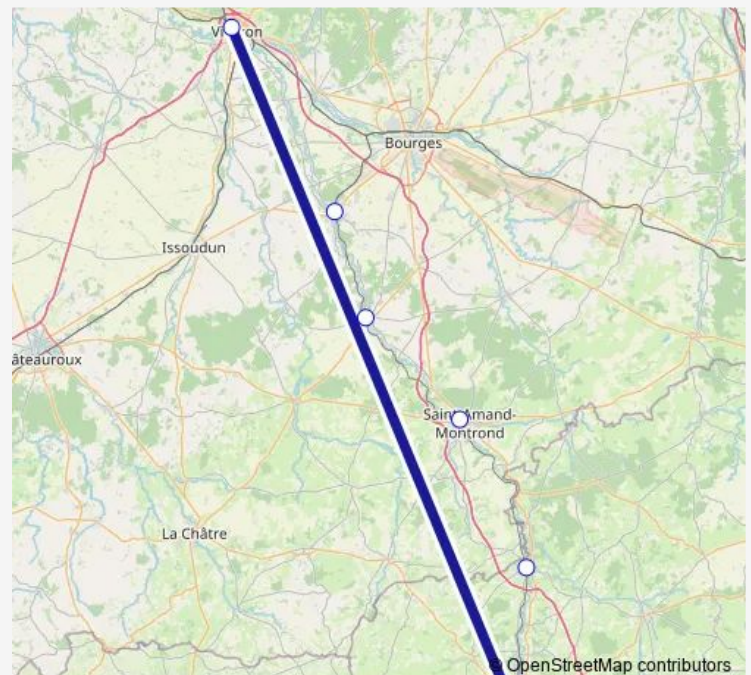 Bourges
Issoudun
âteauroux
Saint-Amand-
Montrond
La Châtre
OpenStreetMap contributors